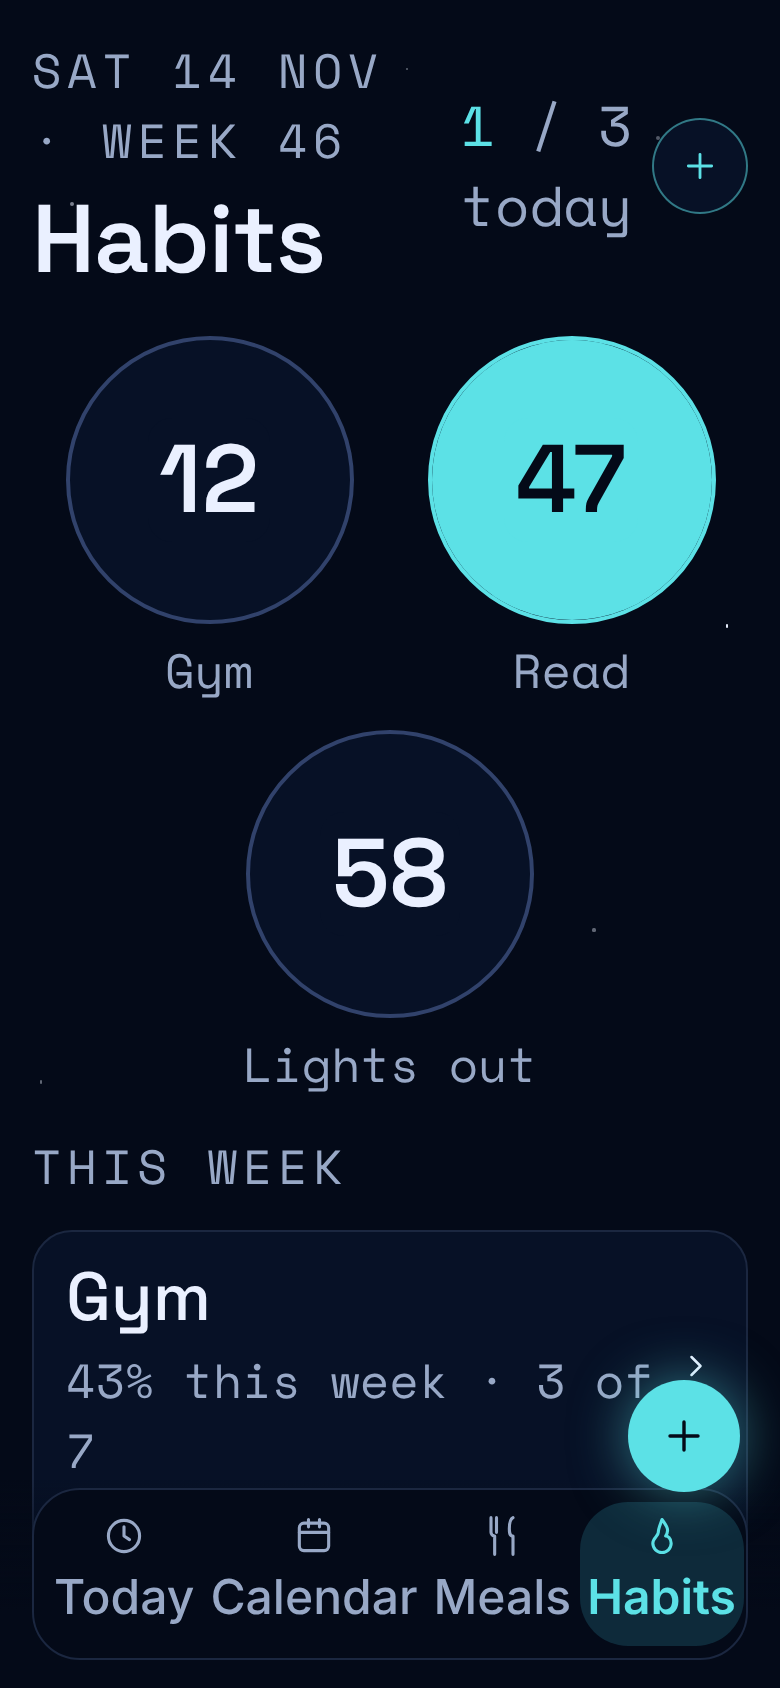 SAT 14 NOV
· WEEK 46
Habits
1 / 3
today
12
47
Gym
Read
58
Lights out
THIS WEEK
Gym
43% this week · 3 of
7
Today Calendar Meals Habits